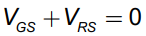 V_GS + V_RS = 0